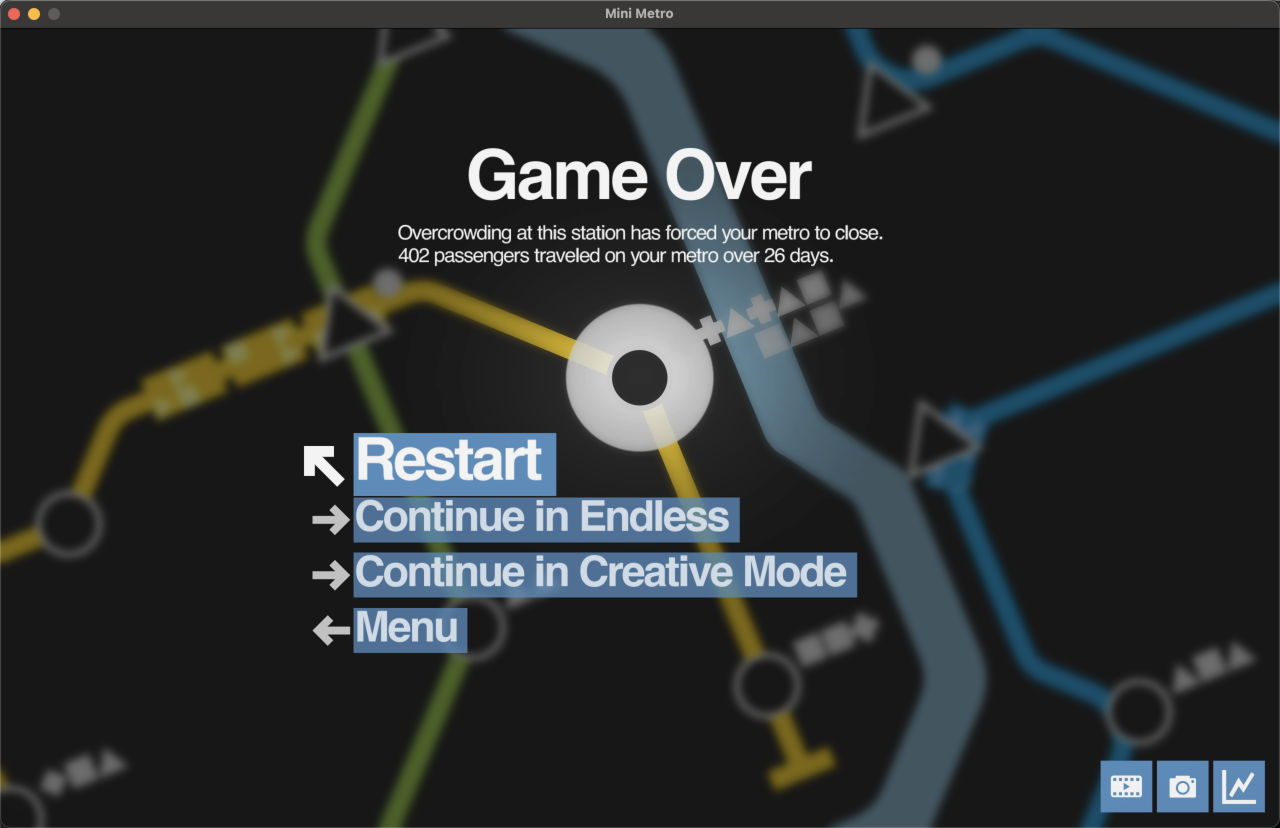 Mini Metro
Game Over
Overcrowding at this station has forced your metro to close.
402 passengers traveled on your metro over 26 days.
Restart
Continue in Endless
Continue in Creative Mode
Menu